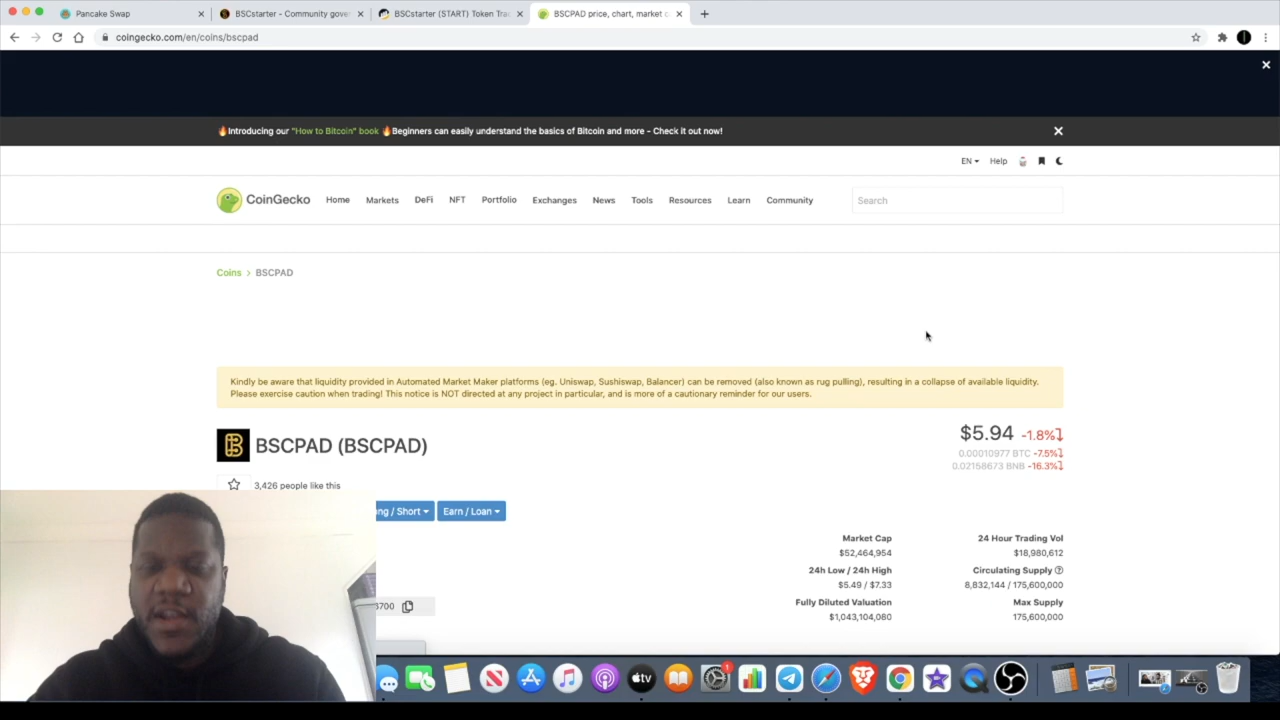 Pancake Swap
BSCstarter - Community gove
BSCstarter (START) Token Tra
BSCPAD price, chart, market c
coingecko.com/en/coins/bscpad
🔥Introducing our "How to Bitcoin" book 🔥Beginners can easily understand the basics of Bitcoin and more - Check it out now!
EN Help
CoinGecko Home Markets DeFi NFT Portfolio Exchanges News Tools Resources Learn Community Search
Coins > BSCPAD
Kindly be aware that liquidity provided in Automated Market Maker platforms (eg. Uniswap, Sushiswap, Balancer) can be removed (also known as rug pulling), resulting in a collapse of available liquidity.
Please exercise caution when trading! This notice is NOT directed at any project in particular, and is more of a cautionary reminder for our users.
BSCPAD (BSCPAD)
$5.94 -1.8%
0.00010977 BTC -7.5%
0.02158673 BNB -16.3%
3,426 people like this
ng / Short Earn / Loan
Market Cap
$52,464,954
24 Hour Trading Vol
$18,980,612
24h Low / 24h High
$5.49 / $7.33
Circulating Supply
8,832,144 / 175,600,000
Fully Diluted Valuation
$1,043,104,080
Max Supply
175,600,000
3700
tv
1